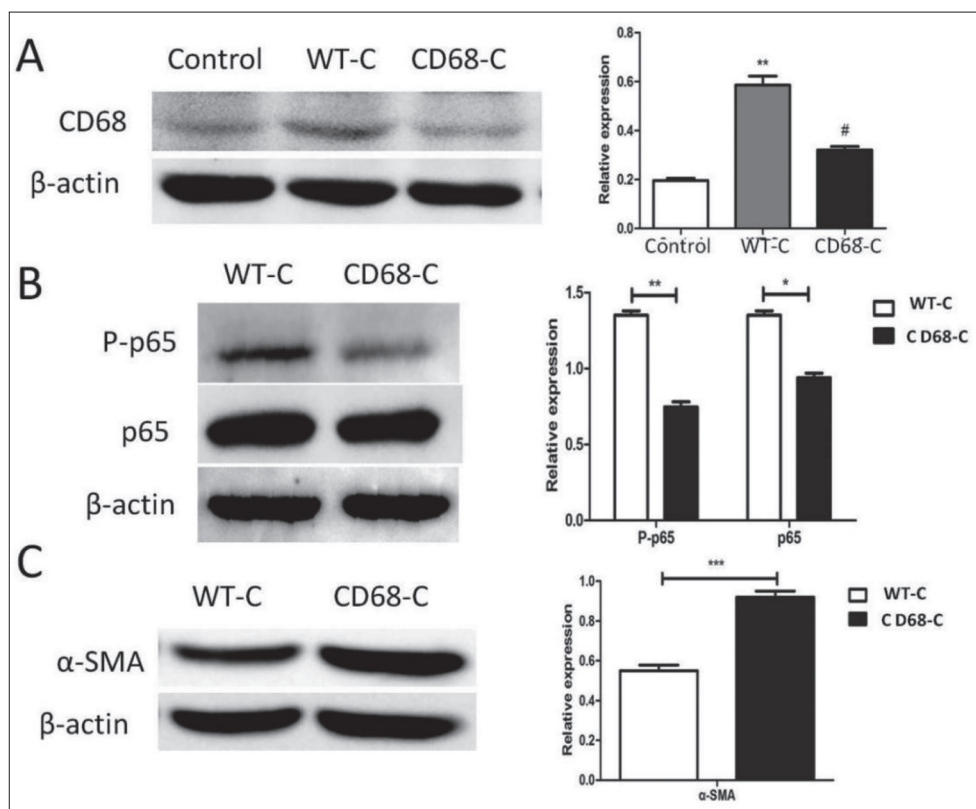 A
Control WT-C CD68-C
CD68
β-actin
Relative expression
0.8
0.6
0.4
0.2
0.0
**
#
Control WT-C CD68-C
B
WT-C CD68-C
P-p65
p65
β-actin
Relative expression
1.5
1.0
0.5
0.0
** *
P-p65 p65
WT-C
C D68-C
C
WT-C CD68-C
α-SMA
β-actin
Relative expression
1.0
0.8
0.6
0.4
0.2
0.0
***
α-SMA
WT-C
C D68-C